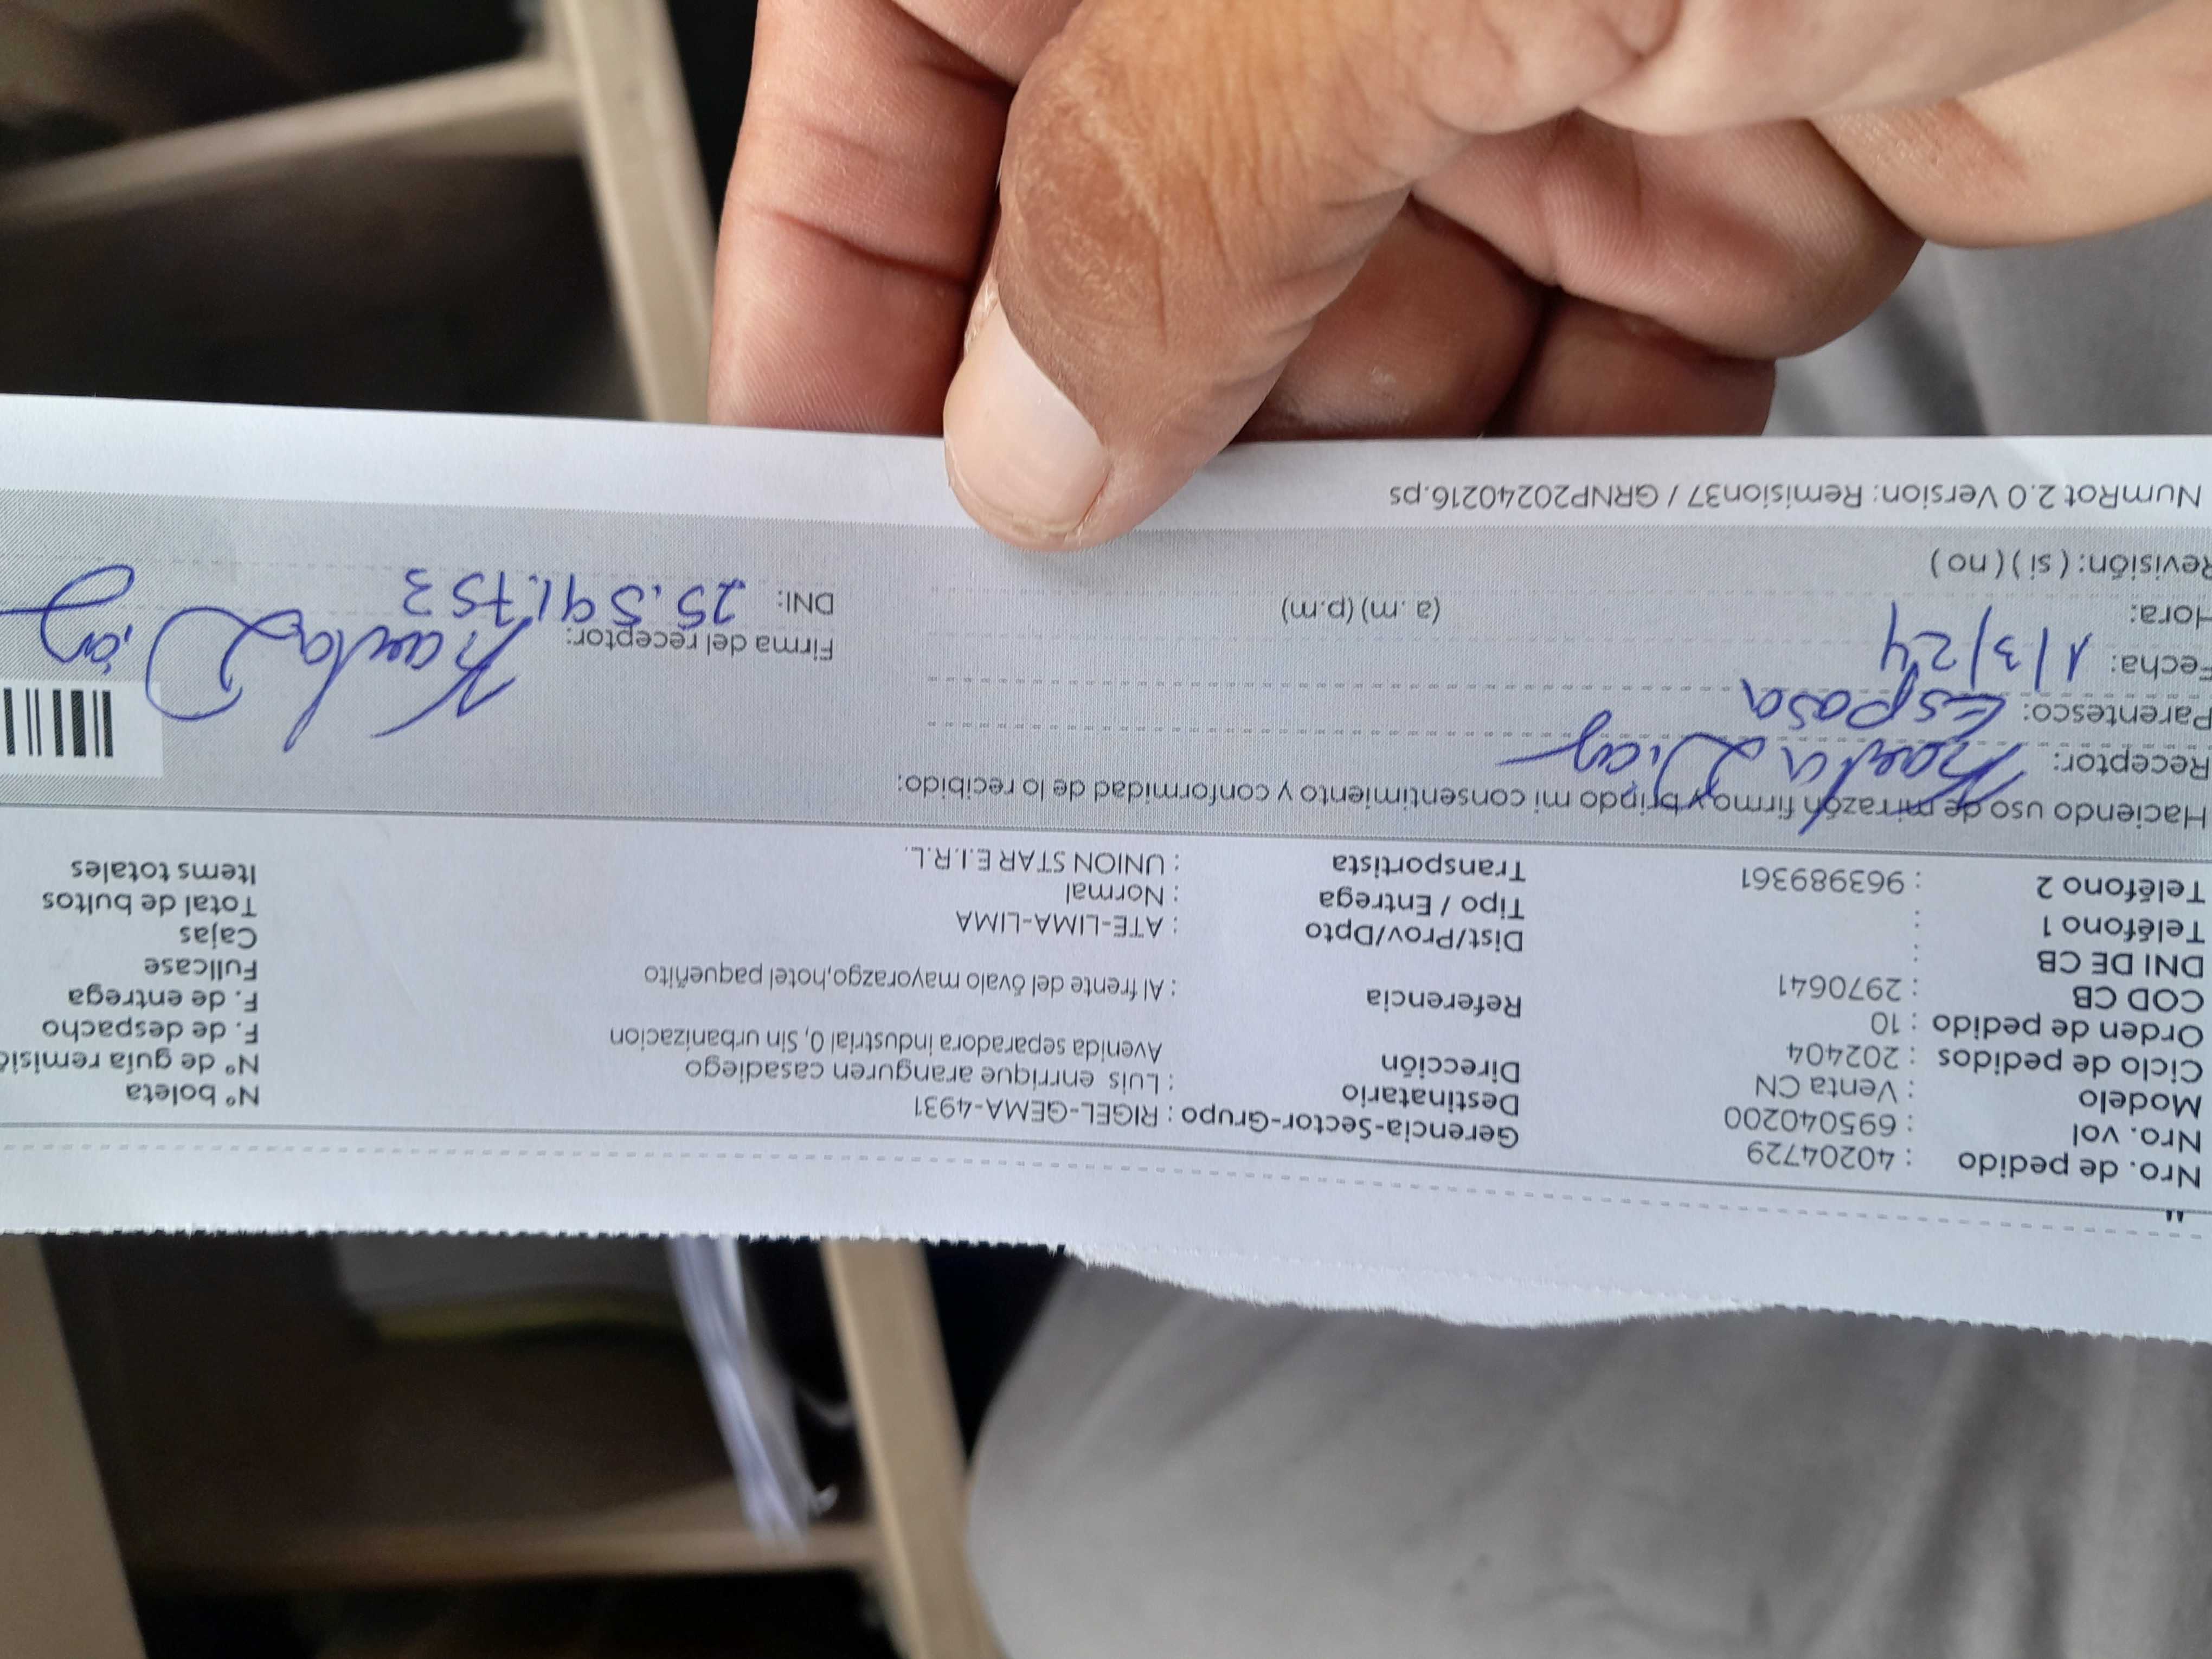 Nro. de pedido : 40204729
Nro. vol : 695040200
Modelo : Venta CN
Ciclo de pedidos : 202404
Orden de pedido : 10
COD CB : 2970641
DNI DE CB :
Teléfono 1 :
Teléfono 2 : 963989361
Gerencia-Sector-Grupo : RIGEL-GEMA-4931
Destinatario : Luis enrrique aranguren casadiego
Dirección Avenida separadora industrial 0, Sin urbanizacion
Referencia : Al frente del óvalo mayorazgo,hotel paqueñito
Dist/Prov/Dpto : ATE-LIMA-LIMA
Tipo / Entrega : Normal
Transportista : UNION STAR E.I.R.L.
N° boleta
N° de guía remisió
F. de despacho
F. de entrega
Fullcase
Cajas
Total de bultos
Items totales
Haciendo uso de mi razón firmo y brindo mi consentimiento y conformidad de lo recibido:
Receptor: Diaz
Parentesco: Esposa
Fecha: 1/3/24
Hora: (a .m) (p.m)
Revisión: ( si ) ( no )
Firma del receptor: Diaz
DNI: 25.591.753
NumRot 2.0 Version: Remision37 / GRNP20240216.ps